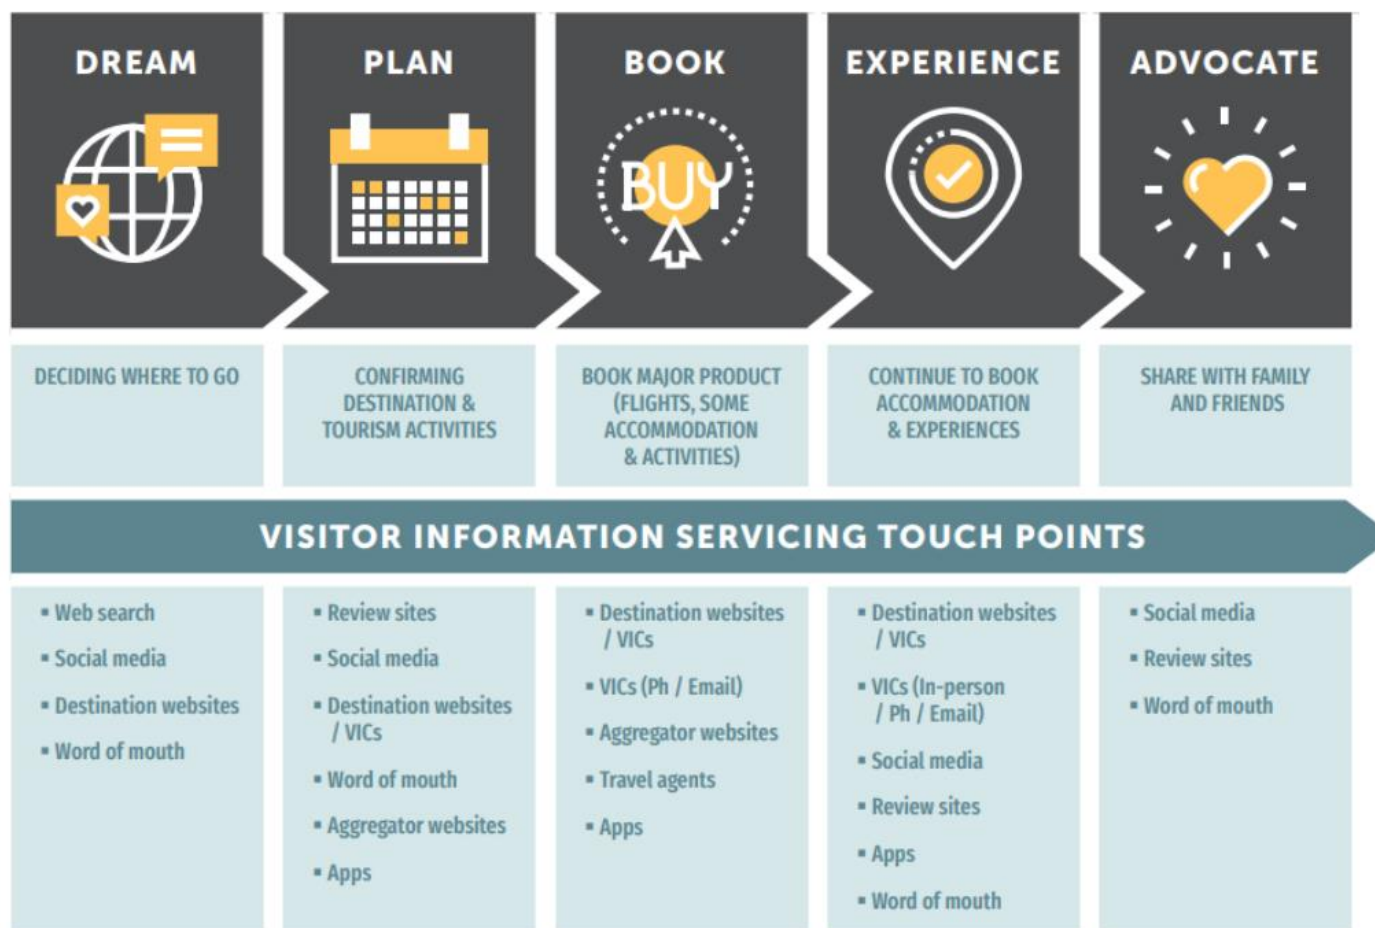 DREAM
PLAN
BOOK
EXPERIENCE
ADVOCATE
BUY
DECIDING WHERE TO GO
CONFIRMING
DESTINATION &
TOURISM ACTIVITIES
BOOK MAJOR PRODUCT
(FLIGHTS, SOME
ACCOMMODATION
& ACTIVITIES)
CONTINUE TO BOOK
ACCOMMODATION
& EXPERIENCES
SHARE WITH FAMILY
AND FRIENDS
VISITOR INFORMATION SERVICING TOUCH POINTS
▪ Web search
▪ Social media
▪ Destination websites
▪ Word of mouth
▪ Review sites
▪ Social media
▪ Destination websites
/ VICs
▪ Word of mouth
▪ Aggregator websites
▪ Apps
▪ Destination websites
/ VICs
▪ VICs (Ph / Email)
▪ Aggregator websites
▪ Travel agents
▪ Apps
▪ Destination websites
/ VICs
▪ VICs (In-person
/ Ph / Email)
▪ Social media
▪ Review sites
▪ Apps
▪ Word of mouth
▪ Social media
▪ Review sites
▪ Word of mouth